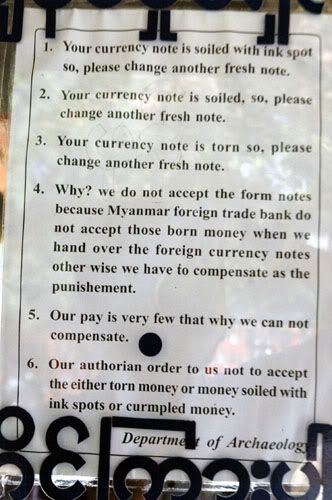 1. Your currency note is soiled with ink spot
so, please change another fresh note.
2. Your currency note is soiled, so, please
change another fresh note.
3. Your currency note is torn so, please
change another fresh note.
4. Why? we do not accept the form notes
because Myanmar foreign trade bank do
not accept those born money when we
hand over the foreign currency notes
other wise we have to compensate as the
punishement.
5. Our pay is very few that why we can not
compensate.
6. Our authorian order to us not to accept
the either torn money or money soiled with
ink spots or curmpled money.
Department of Archaeology